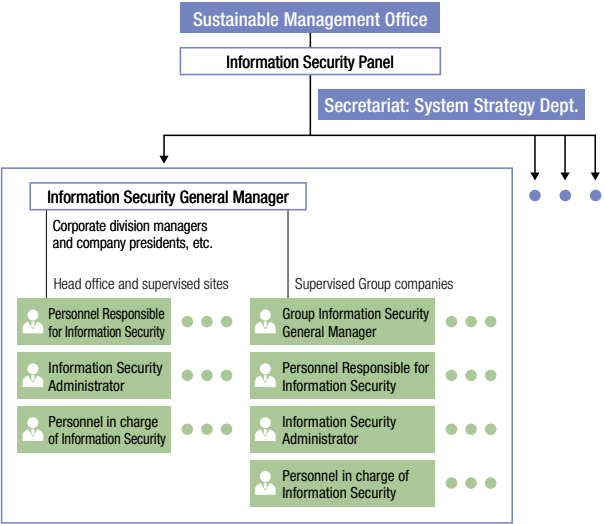 Sustainable Management Office
Information Security Panel
Secretariat: System Strategy Dept.
Information Security General Manager
Corporate division managers
and company presidents, etc.
Head office and supervised sites
Personnel Responsible
for Information Security
Information Security
Administrator
Personnel in charge
of Information Security
Supervised Group companies
Group Information Security
General Manager
Personnel Responsible for
Information Security
Information Security
Administrator
Personnel in charge of
Information Security